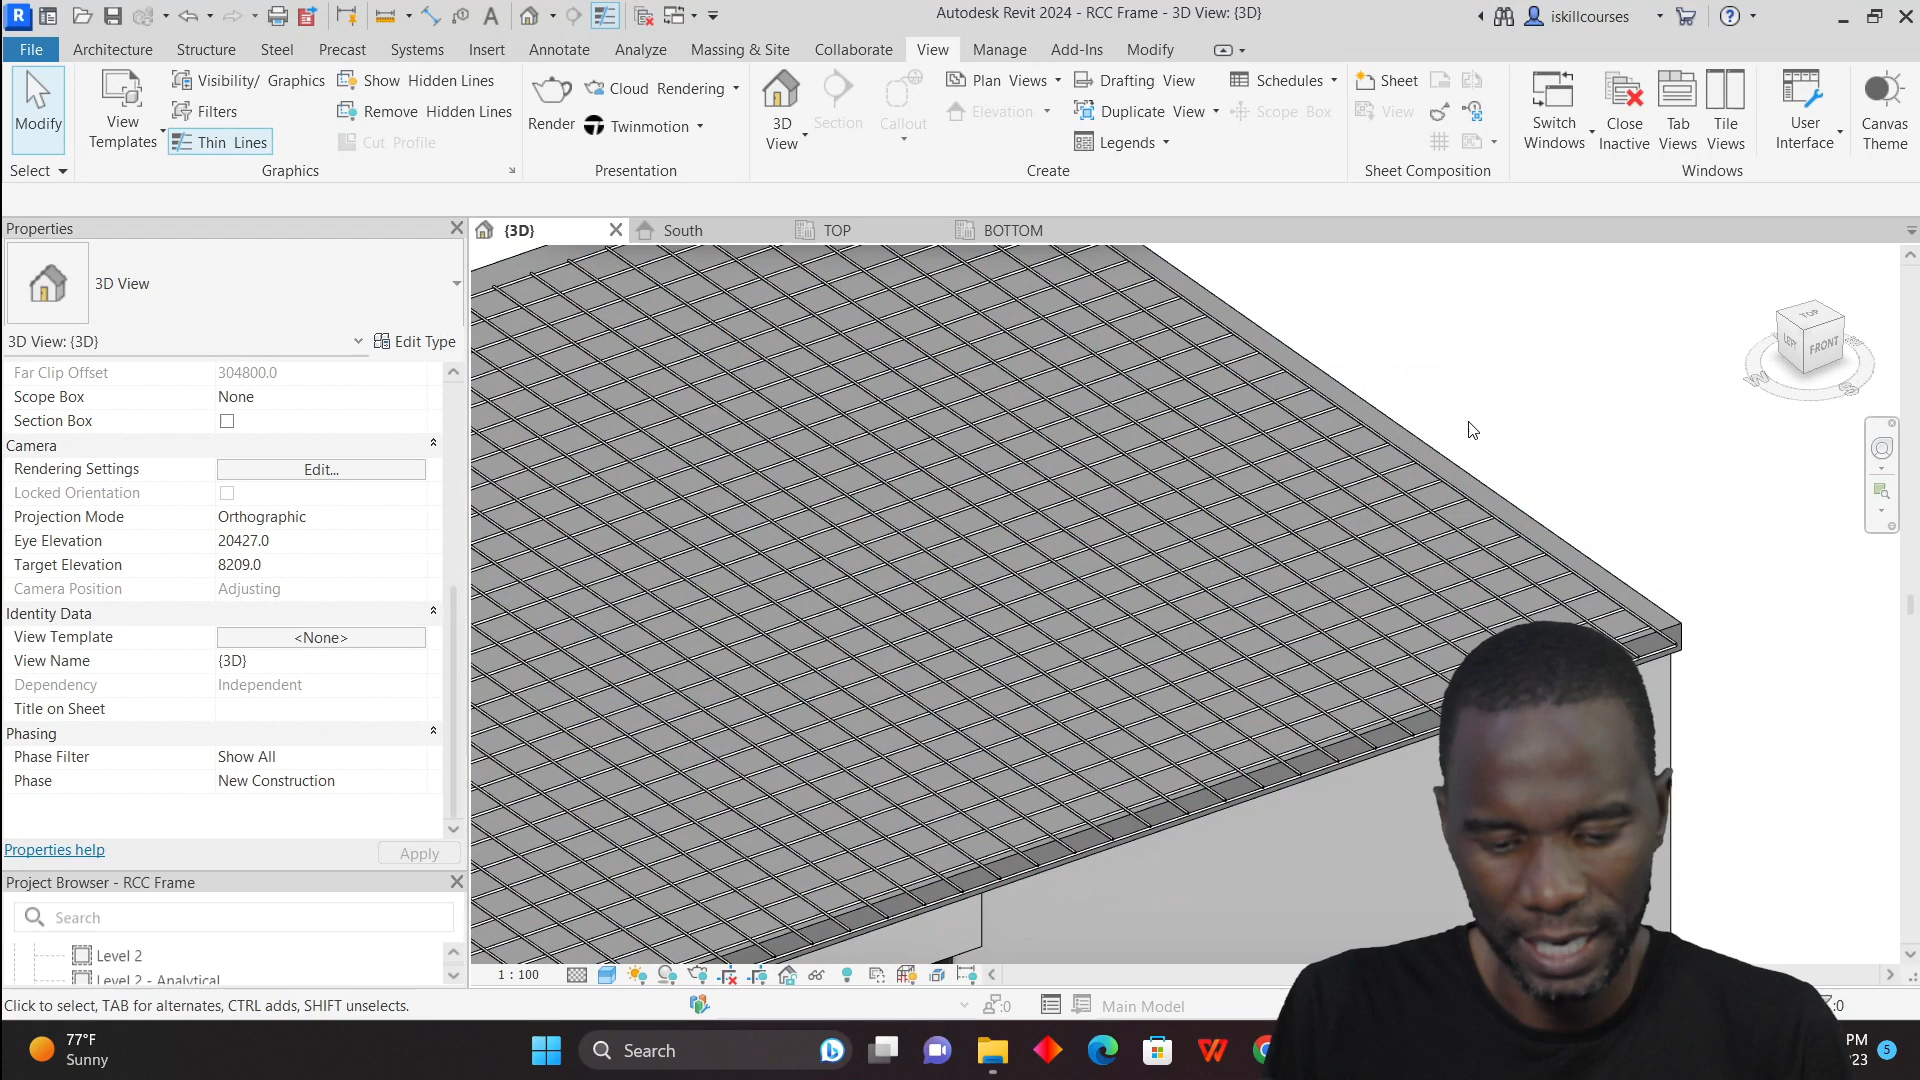 Autodesk Revit 2024 - RCC Frame - 3D View: {3D}
iskillcourses
File Architecture Structure Steel Precast Systems Insert Annotate Analyze Massing & Site Collaborate View Manage Add-Ins Modify
Modify
View Templates
Visibility/ Graphics
Filters
Thin Lines
Show Hidden Lines
Remove Hidden Lines
Cut Profile
Render
Cloud Rendering
Twinmotion
3D View
Section
Callout
Plan Views
Elevation
Drafting View
Duplicate View
Legends
Schedules
Scope Box
Sheet
View
Switch Windows
Close Inactive
Tab Views
Tile Views
User Interface
Canvas Theme
Select Graphics Presentation Create Sheet Composition Windows
Properties
{3D} South TOP BOTTOM
3D View
3D View: {3D} Edit Type
Far Clip Offset 304800.0
Scope Box None
Section Box
Camera
Rendering Settings Edit...
Locked Orientation
Projection Mode Orthographic
Eye Elevation 20427.0
Target Elevation 8209.0
Camera Position Adjusting
Identity Data
View Template <None>
View Name {3D}
Dependency Independent
Title on Sheet
Phasing
Phase Filter Show All
Phase New Construction
Properties help Apply
Project Browser - RCC Frame
Search
Level 2
Level 2 - Analytical
TOP
LEFT FRONT
W S
1 : 100
Click to select, TAB for alternates, CTRL adds, SHIFT unselects.
:0
Main Model
:0
77°F
Sunny
Search
PM
'23
5